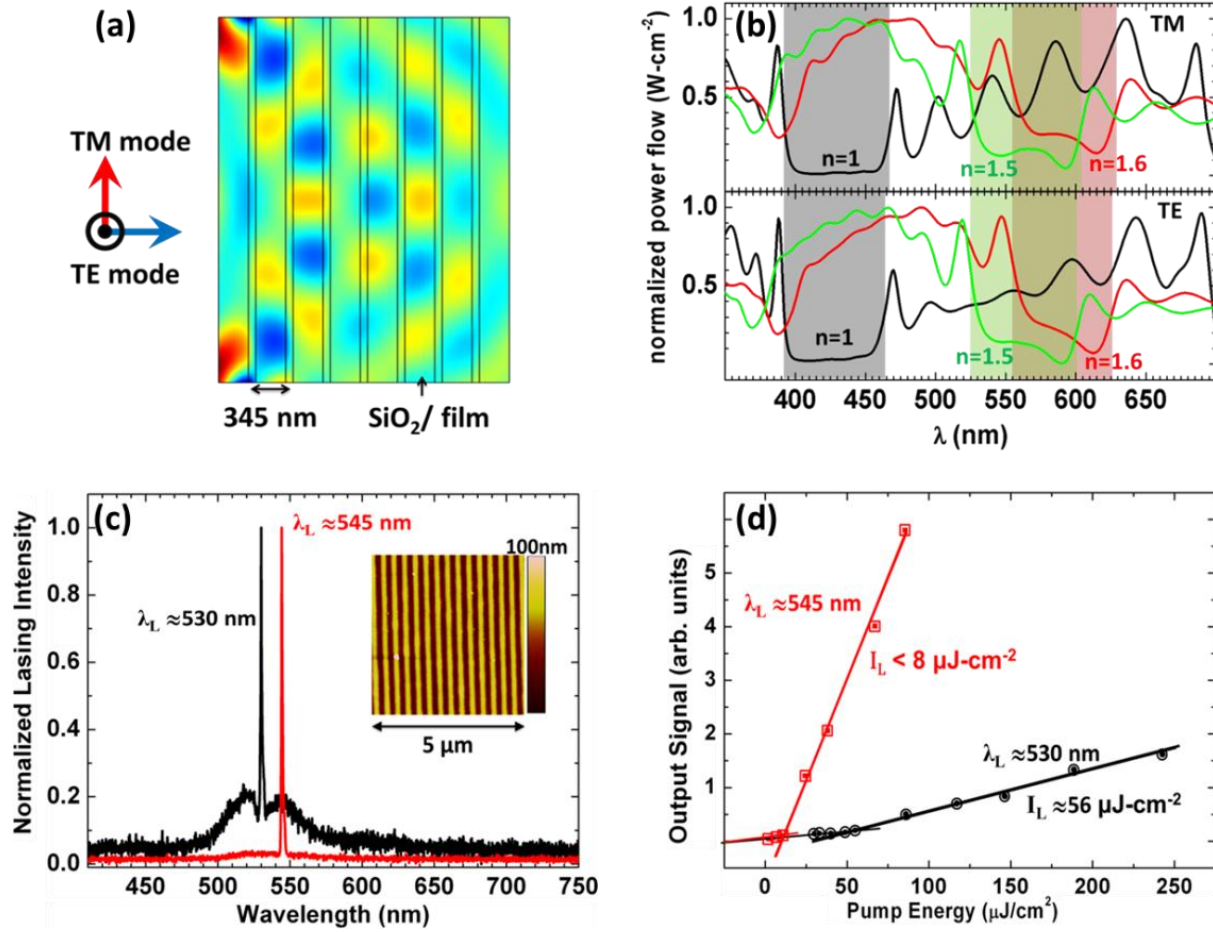 (a)
TM mode
TE mode
345 nm
SiO₂/ film
(b)
TM
n=1
n=1.5
n=1.6
TE
n=1
n=1.5
n=1.6
normalized power flow (W-cm⁻²)
1.0
0.5
1.0
0.5
400 450 500 550 600 650
λ (nm)
(c)
λL ≈545 nm
λL ≈530 nm
100nm
5 µm
Normalized Lasing Intensity
1.0
0.8
0.6
0.4
0.2
0.0
450 500 550 600 650 700 750
Wavelength (nm)
(d)
λL ≈545 nm
IL < 8 µJ-cm⁻²
λL ≈530 nm
IL ≈56 µJ-cm⁻²
Output Signal (arb. units)
5
4
3
2
1
0 50 100 150 200 250
Pump Energy (µJ/cm²)